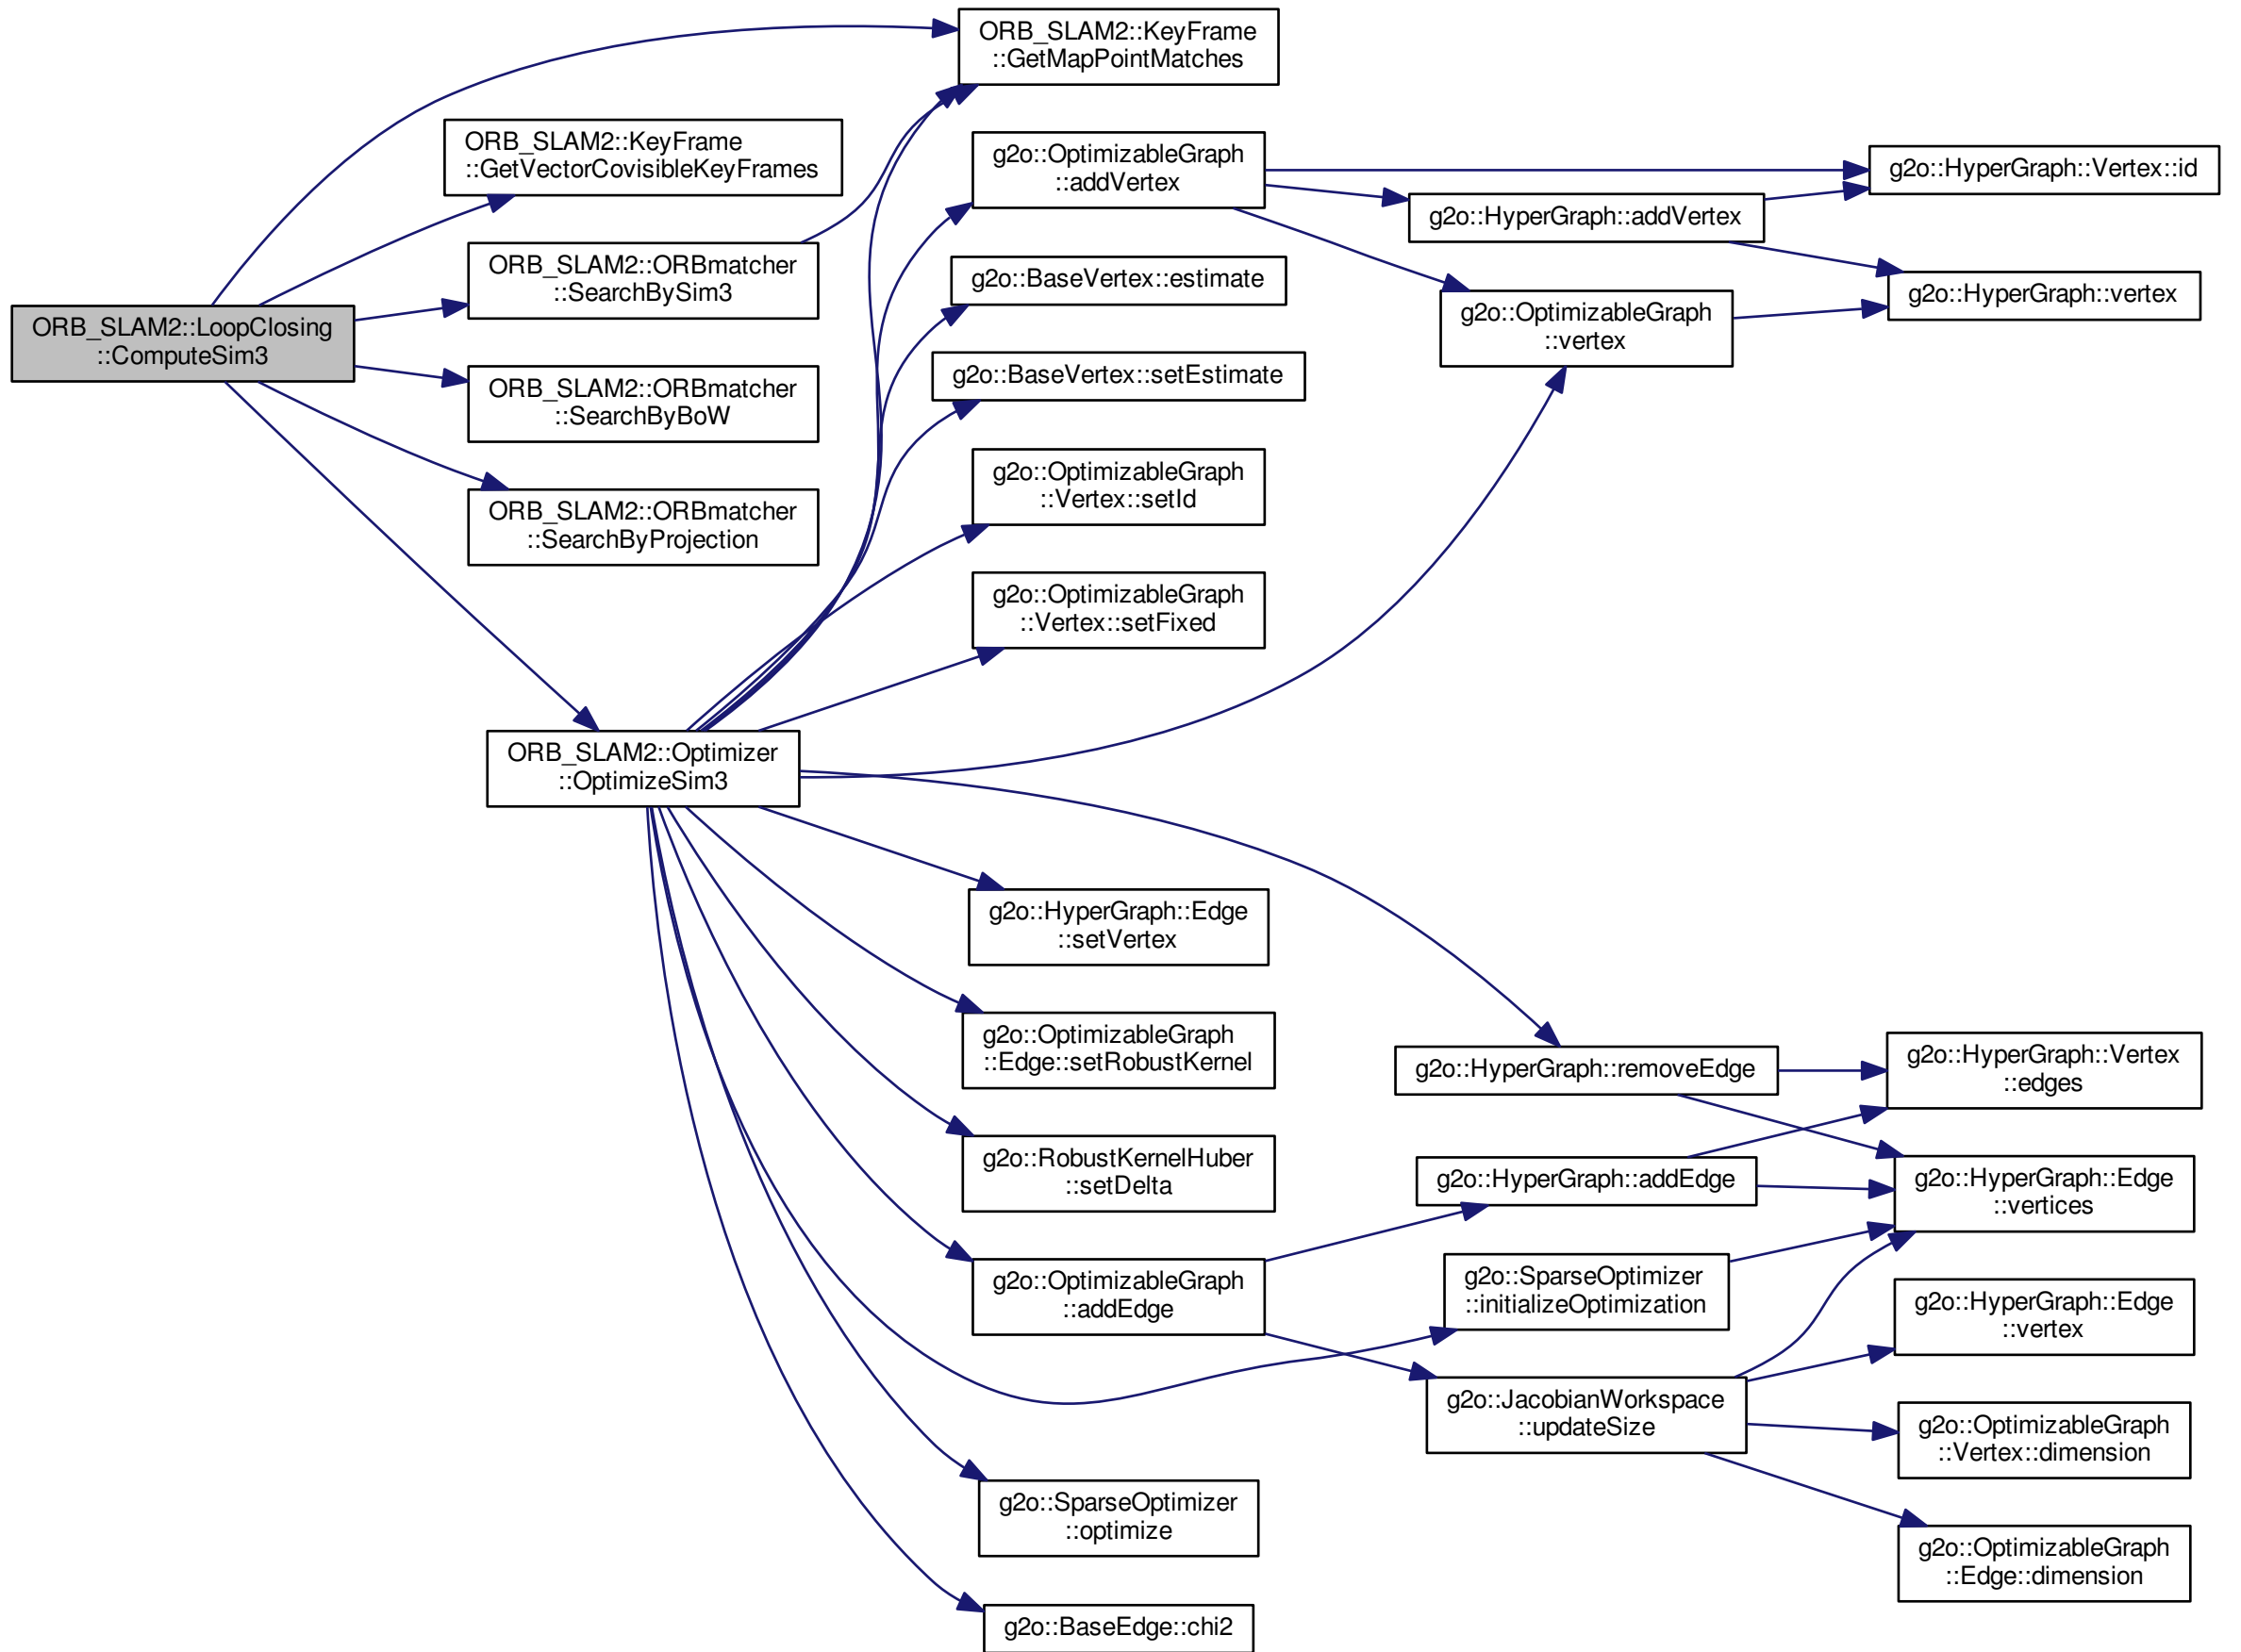 ORB_SLAM2::LoopClosing
::ComputeSim3
ORB_SLAM2::KeyFrame
::GetVectorCovisibleKeyFrames
ORB_SLAM2::ORBmatcher
::SearchBySim3
ORB_SLAM2::ORBmatcher
::SearchByBoW
ORB_SLAM2::ORBmatcher
::SearchByProjection
ORB_SLAM2::Optimizer
::OptimizeSim3
ORB_SLAM2::KeyFrame
::GetMapPointMatches
g2o::OptimizableGraph
::addVertex
g2o::BaseVertex::estimate
g2o::BaseVertex::setEstimate
g2o::OptimizableGraph
::Vertex::setId
g2o::OptimizableGraph
::Vertex::setFixed
g2o::HyperGraph::Edge
::setVertex
g2o::OptimizableGraph
::Edge::setRobustKernel
g2o::RobustKernelHuber
::setDelta
g2o::OptimizableGraph
::addEdge
g2o::SparseOptimizer
::optimize
g2o::BaseEdge::chi2
g2o::HyperGraph::addVertex
g2o::OptimizableGraph
::vertex
g2o::HyperGraph::removeEdge
g2o::HyperGraph::addEdge
g2o::SparseOptimizer
::initializeOptimization
g2o::JacobianWorkspace
::updateSize
g2o::HyperGraph::Vertex::id
g2o::HyperGraph::vertex
g2o::HyperGraph::Vertex
::edges
g2o::HyperGraph::Edge
::vertices
g2o::HyperGraph::Edge
::vertex
g2o::OptimizableGraph
::Vertex::dimension
g2o::OptimizableGraph
::Edge::dimension